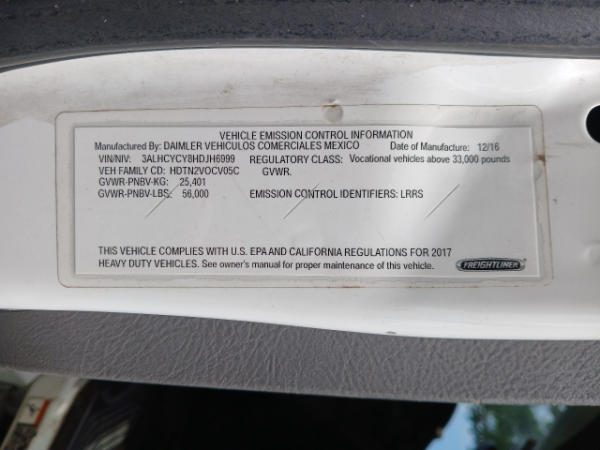 VEHICLE EMISSION CONTROL INFORMATION
Manufactured By: DAIMLER VEHICULOS COMERCIALES MEXICO Date of Manufacture: 12/16
VIN/NIV: 3ALHCYCY8HDJH6999 REGULATORY CLASS: Vocational vehicles above 33,000 pounds
VEH FAMILY CD: HDTN2VOCV05C GVWR.
GVWR-PNBV-KG: 25,401
GVWR-PNBV-LBS: 56,000 EMISSION CONTROL IDENTIFIERS: LRRS
THIS VEHICLE COMPLIES WITH U.S. EPA AND CALIFORNIA REGULATIONS FOR 2017
HEAVY DUTY VEHICLES. See owner's manual for proper maintenance of this vehicle. FREIGHTLINER